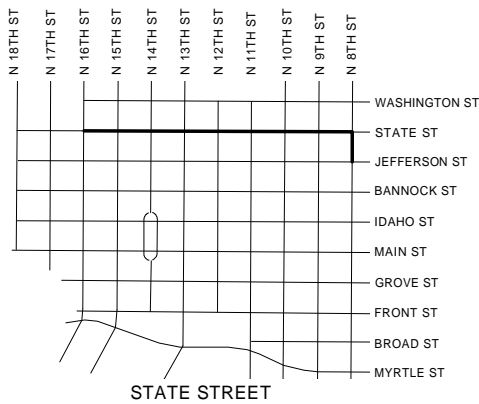 N 18TH ST
N 17TH ST
N 16TH ST
N 15TH ST
N 14TH ST
N 13TH ST
N 12TH ST
N 11TH ST
N 10TH ST
N 9TH ST
N 8TH ST
WASHINGTON ST
STATE ST
JEFFERSON ST
BANNOCK ST
IDAHO ST
MAIN ST
GROVE ST
FRONT ST
BROAD ST
MYRTLE ST
STATE STREET